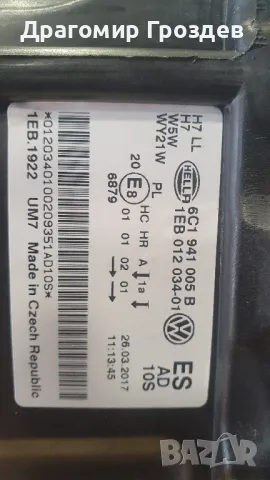 Драгомир Гроздев
H7 LL
H7
W5W
WY21W
HELLA
6C1 941 005 B
1EB 012 034-01
PL
HC HR A 1a
20 E8 01 01 02 01
6879
ES
AD
10S
26.03.2017
11:13:45
*0120340100209351AD10S*
1EB.1922 UM7 Made in Czech Republic
BAZAR
БГ